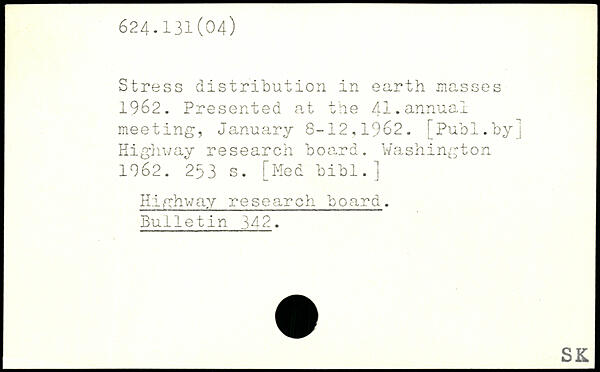 624.131(04)
Stress distribution in earth masses
1962. Presented at the 41.annual
meeting, January 8-12,1962. [Publ.by]
Highway research board. Washington
1962. 253 s. [Med bibl.]
Highway research board.
Bulletin 342.
SK